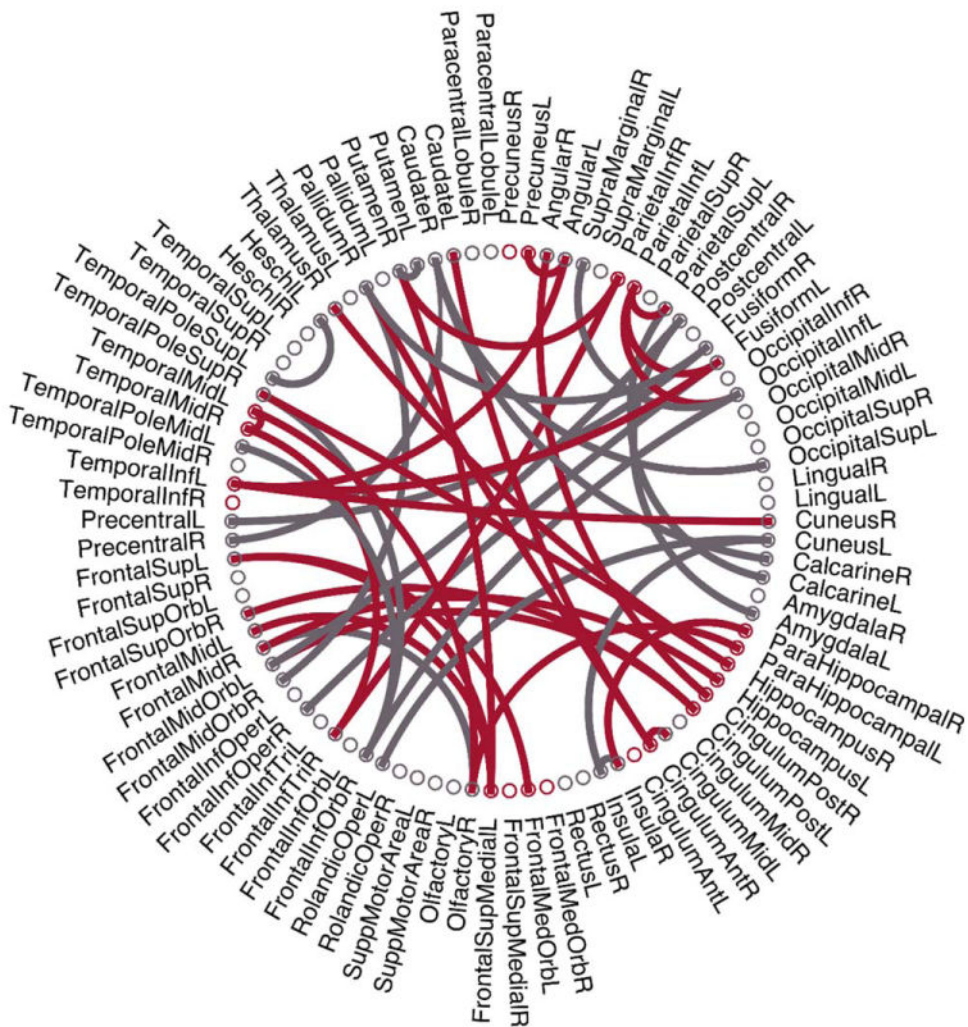 ParacentralLobuleL
PrecuneusR
PrecuneusL
AngularR
AngularL
SupraMarginalR
SupraMarginalL
ParietalInfR
ParietalInfL
ParietalSupR
ParietalSupL
PostcentralR
PostcentralL
FusiformR
FusiformL
OccipitalInfR
OccipitalInfL
OccipitalMidR
OccipitalMidL
OccipitalSupR
OccipitalSupL
LingualR
LingualL
CuneusR
CuneusL
CalcarineR
CalcarineL
AmygdalaR
AmygdalaL
ParaHippocampalR
ParaHippocampalL
HippocampusR
HippocampusL
CingulumPostR
CingulumPostL
CingulumMidR
CingulumMidL
CingulumAntR
CingulumAntL
InsulaR
InsulaL
RectusR
RectusL
FrontalMedOrbR
FrontalMedOrbL
FrontalSupMedialR
FrontalSupMedialL
OlfactoryR
OlfactoryL
SuppMotorAreaR
SuppMotorAreaL
RolandicOperR
RolandicOperL
FrontalInfOrbR
FrontalInfOrbL
FrontalInfTriR
FrontalInfTriL
FrontalInfOperR
FrontalInfOperL
FrontalMidOrbR
FrontalMidOrbL
FrontalMidR
FrontalMidL
FrontalSupOrbR
FrontalSupOrbL
FrontalSupR
FrontalSupL
PrecentralR
PrecentralL
TemporalInfR
TemporalInfL
TemporalPoleMidR
TemporalPoleMidL
TemporalMidR
TemporalMidL
TemporalPoleSupR
TemporalPoleSupL
TemporalSupR
TemporalSupL
HeschlR
HeschlL
ThalamusR
ThalamusL
PallidumR
PallidumL
PutamenR
PutamenL
CaudateR
CaudateL
ParacentralLobuleR